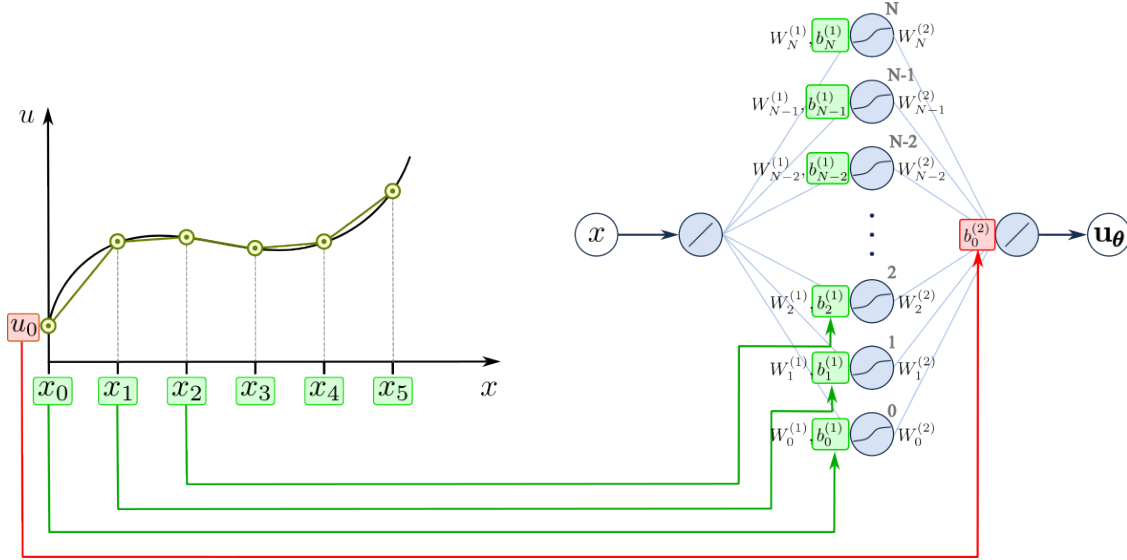 u
u₀
x₀ x₁ x₂ x₃ x₄ x₅ x
N
W_N^{(1)}, b_N^{(1)} W_N^{(2)}
N-1
W_{N−1}^{(1)}, b_{N−1}^{(1)} W_{N−1}^{(2)}
N-2
W_{N−2}^{(1)}, b_{N−2}^{(1)} W_{N−2}^{(2)}
x b_0^{(2)} u_θ
2
W_2^{(1)}, b_2^{(1)} W_2^{(2)}
1
W_1^{(1)}, b_1^{(1)} W_1^{(2)}
0
W_0^{(1)}, b_0^{(1)} W_0^{(2)}